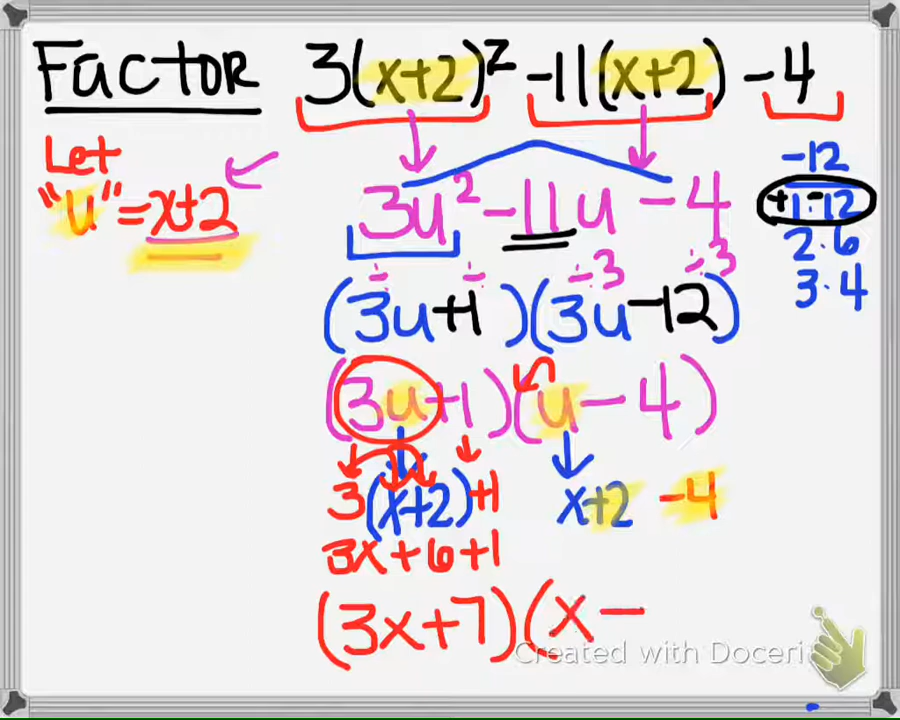 Factor 3(x+2)² -11(x+2) -4
Let
"u" = x+2
3u² -11u -4
-12
+1·-12
2·6
3·4
÷ ÷ ÷3 ÷3
(3u+1)(3u-12)
(3u+1)(u-4)
3(x+2)+1 x+2 -4
3x+6+1
(3x+7)(x-
Created with Doceri